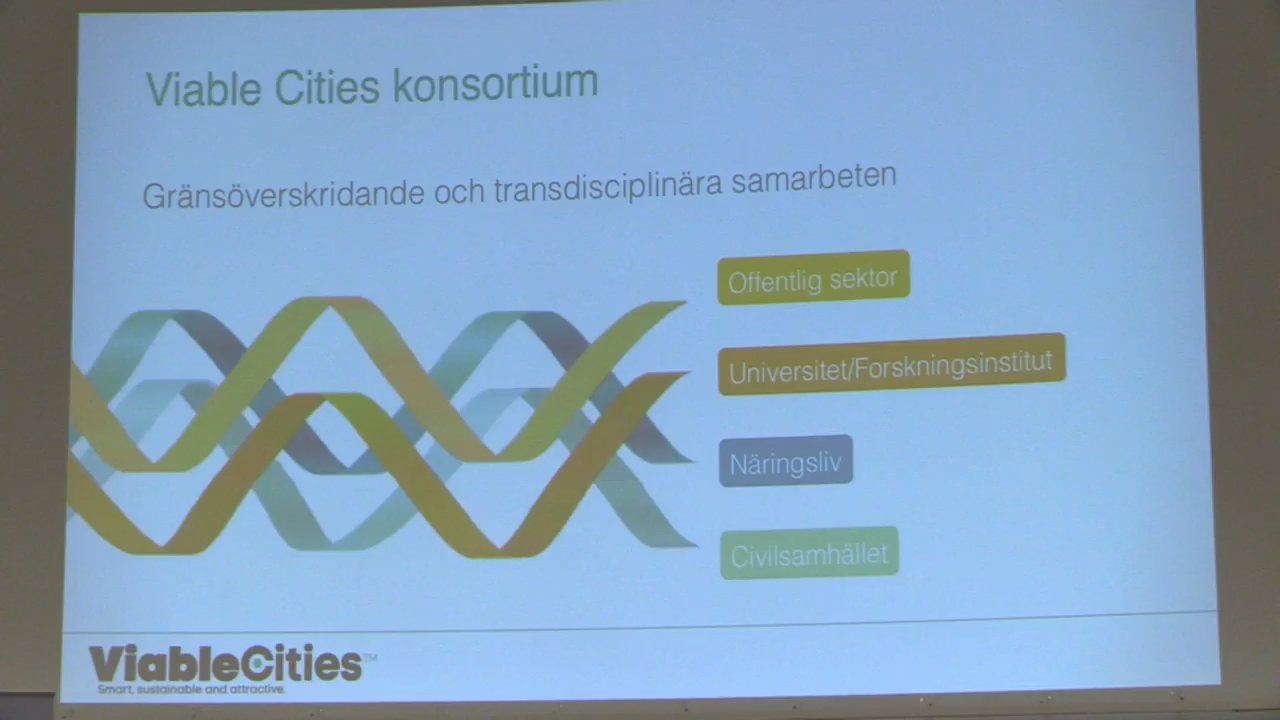 Viable Cities konsortium
Gränsöverskridande och transdisciplinära samarbeten
Offentlig sektor
Universitet/Forskningsinstitut
Näringsliv
Civilsamhället
ViableCities™
Smart, sustainable and attractive.